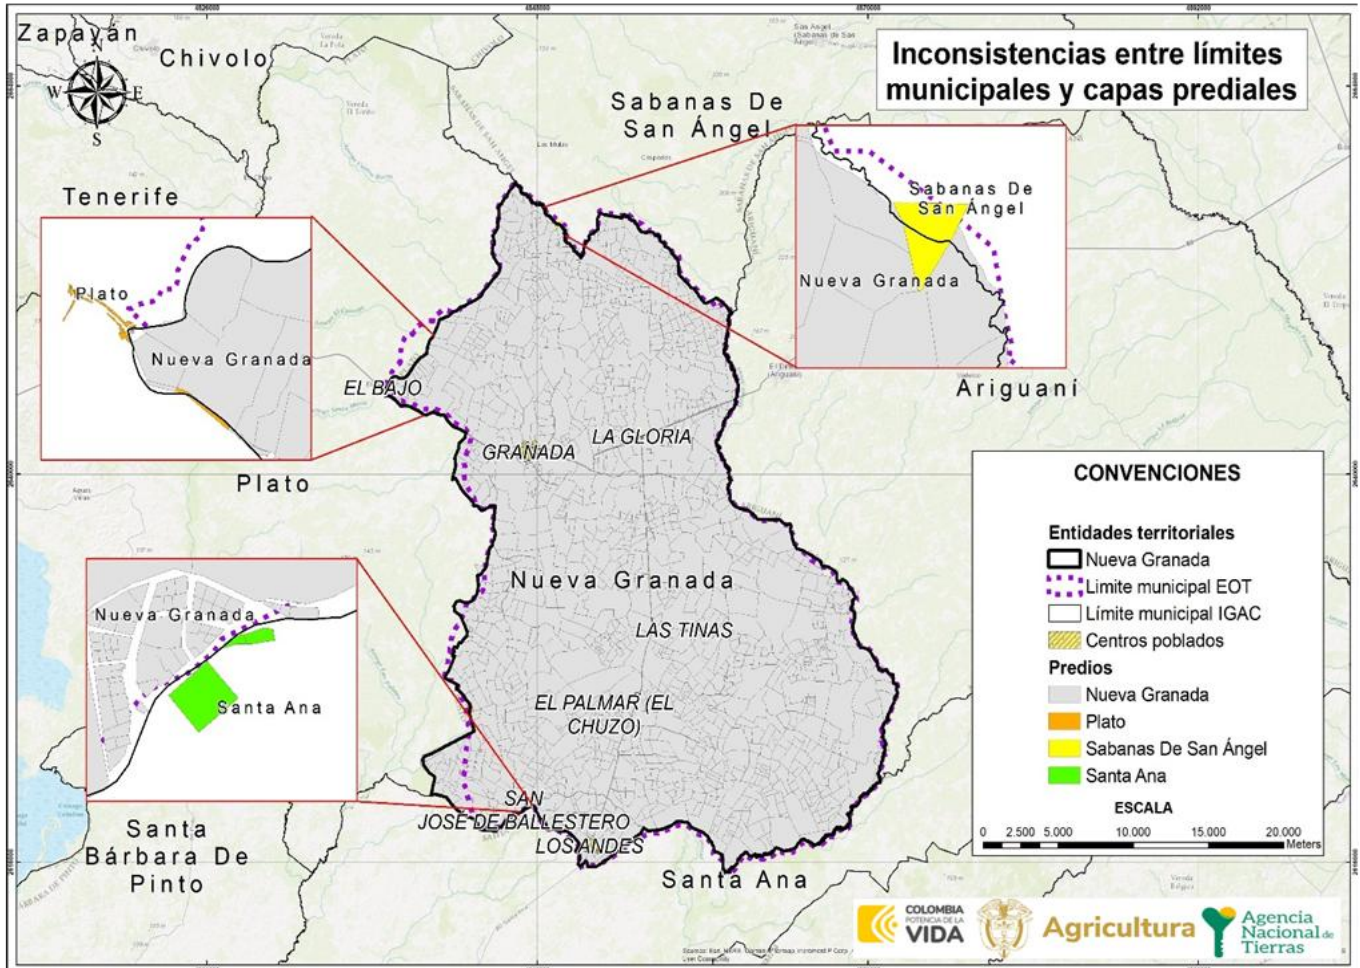 Inconsistencias entre límites
municipales y capas prediales
Zapayán
Chivolo
N
W
E
S
Sabanas De
San Ángel
Tenerife
Sabanas De
San Ángel
Nueva Granada
Plato
Nueva Granada
Ariguaní
EL BAJO
LA GLORIA
GRANADA
Plato
Nueva Granada
LAS TINAS
EL PALMAR (EL
CHUZO)
Nueva Granada
Santa Ana
SAN
JOSE DE BALLESTERO
LOS ANDES
Santa
Bárbara De
Pinto
Santa Ana
CONVENCIONES
Entidades territoriales
Nueva Granada
Limite municipal EOT
Límite municipal IGAC
Centros poblados
Predios
Nueva Granada
Plato
Sabanas De San Ángel
Santa Ana
ESCALA
0 2.500 5.000 10.000 15.000 20.000
Meters
COLOMBIA
POTENCIA DE LA
VIDA
Agricultura
Agencia
Nacional de
Tierras